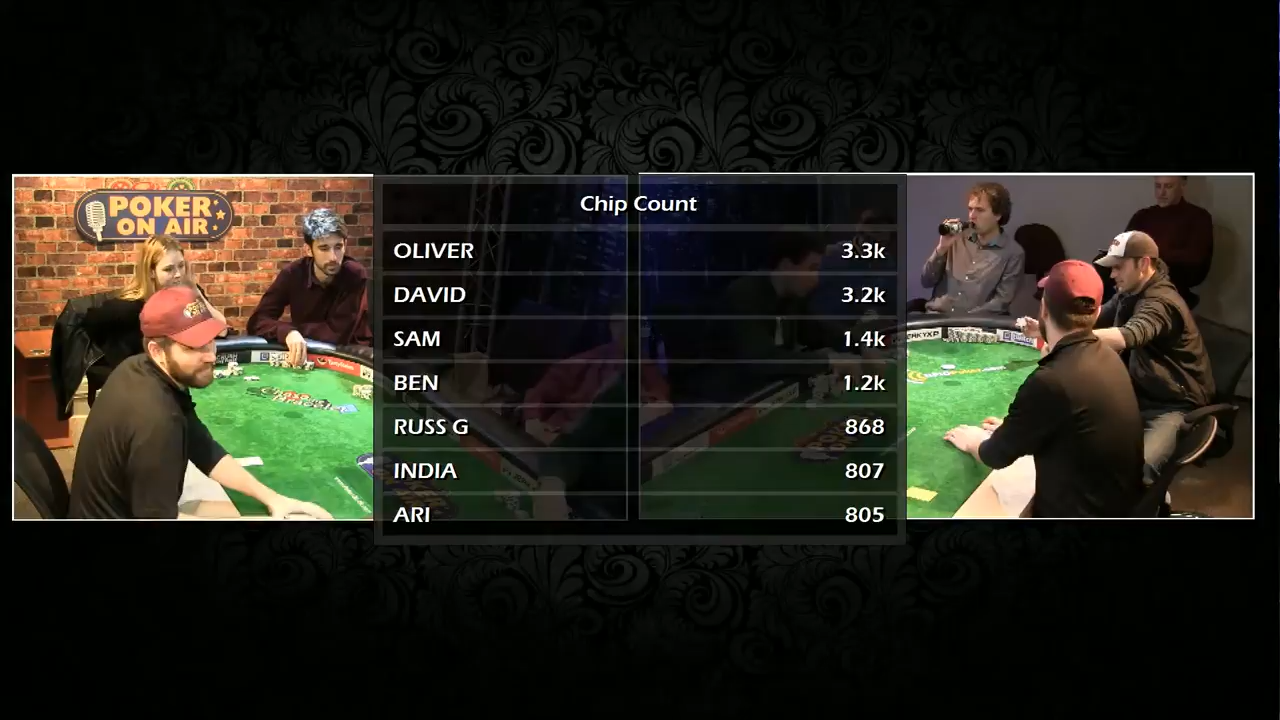 POKER
ON AIR
Chip Count
OLIVER 3.3k
DAVID 3.2k
SAM 1.4k
BEN 1.2k
RUSS G 868
INDIA 807
ARI 805